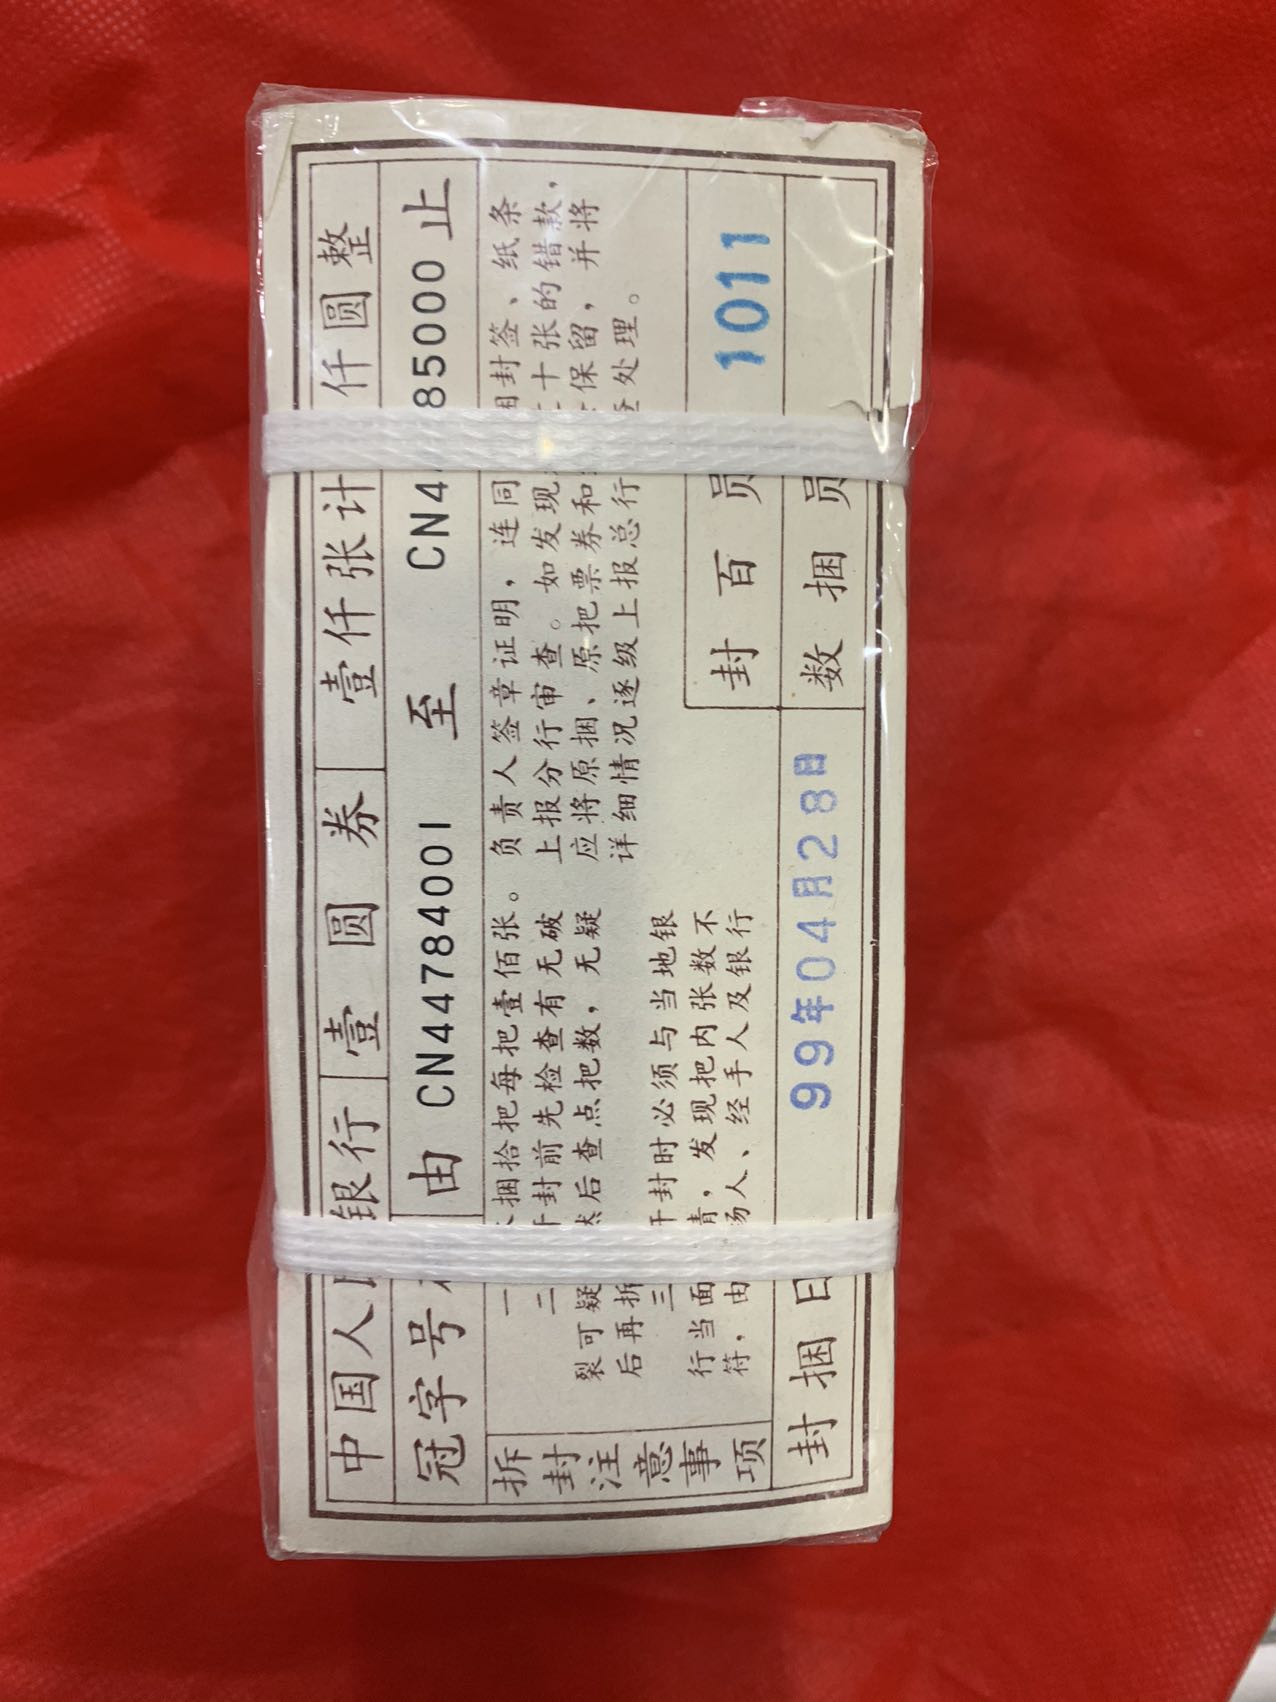 中国人 银行 壹圆券 壹仟张计 仟圆整
冠字号 由 CN44784001 至 CN4 85000 止
拆封注意事项
一 捆拾把每把壹佰张。
二 封前先检查有无破
裂可疑 后查点把数，无疑
后再拆
三 封时必须与当地银
行当面 清，发现把内张数不
符，由 人、经手人及银行
负责人签章证明，连同 封签、纸条
上报分行审查。如发现 十张的错款，
应将原捆、原把票券和 保留，并将
详细情况逐级上报总行 处理。
封百员 1011
封捆日 99年04月28日 数捆员